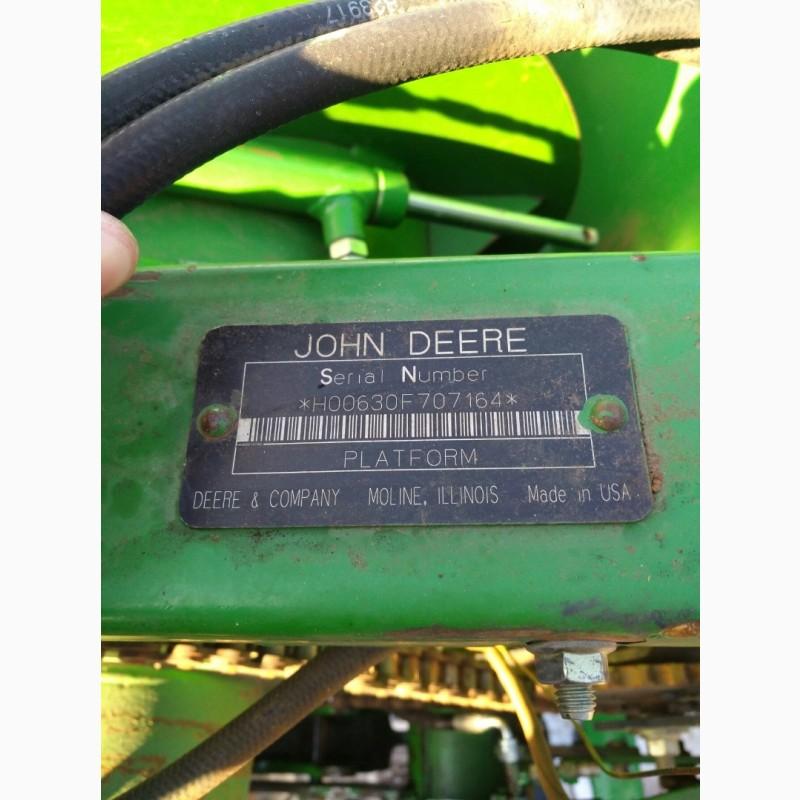 JOHN DEERE
Serial Number
*H00630F707164*
PLATFORM
DEERE & COMPANY MOLINE, ILLINOIS Made in USA